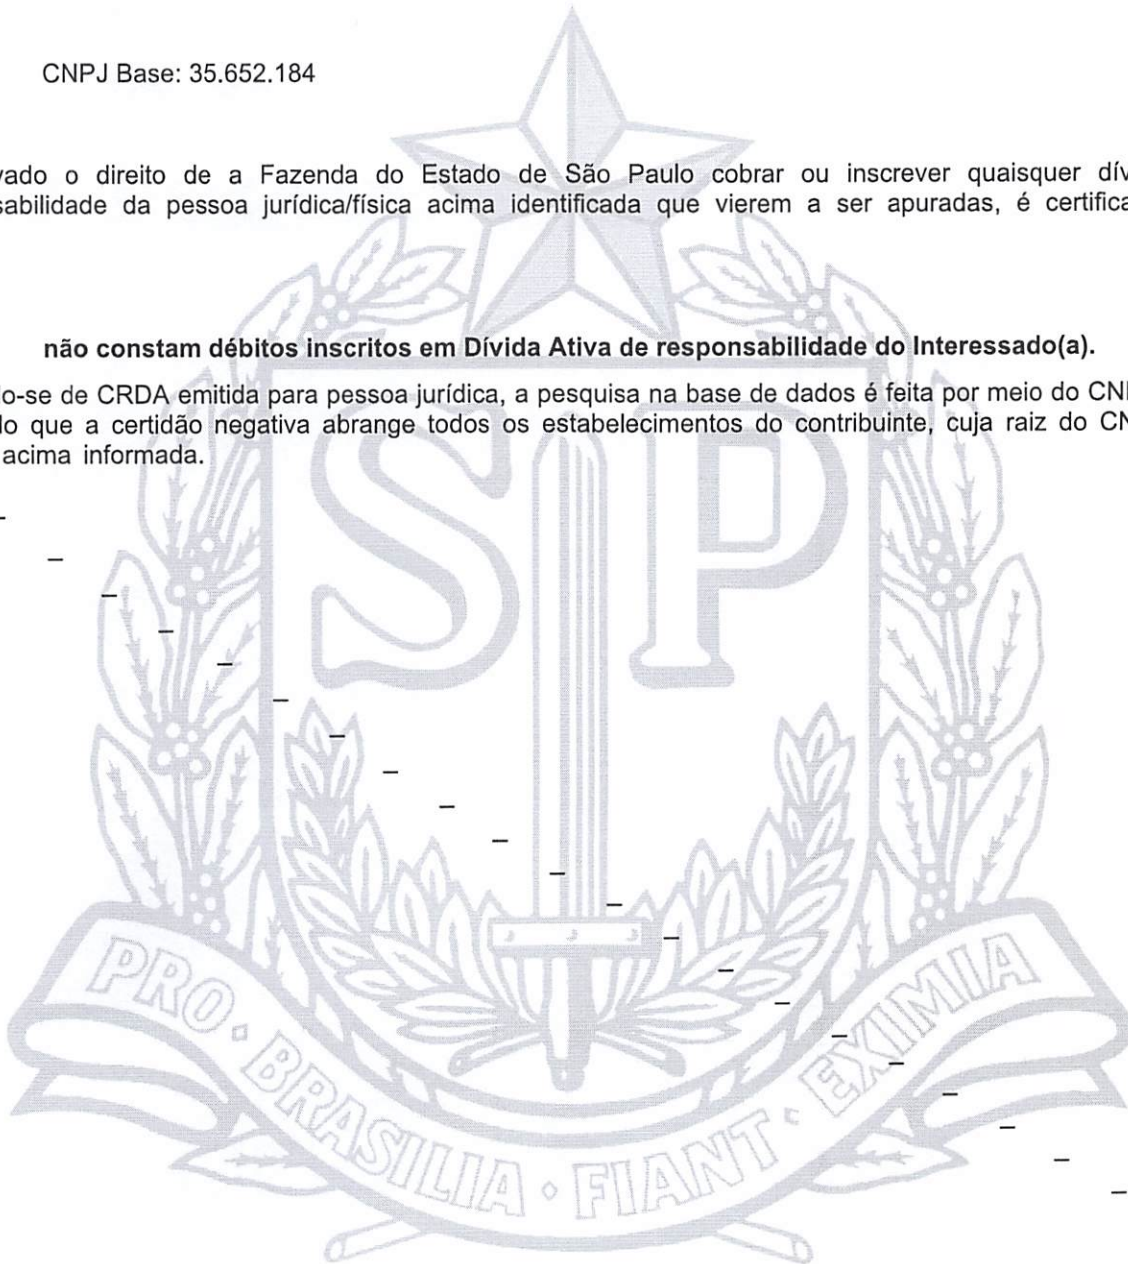 CNPJ Base: 35.652.184
vado o direito de a Fazenda do Estado de São Paulo cobrar ou inscrever quaisquer dív
sabilidade da pessoa jurídica/física acima identificada que vierem a ser apuradas, é certifica
não constam débitos inscritos em Dívida Ativa de responsabilidade do Interessado(a).
o-se de CRDA emitida para pessoa jurídica, a pesquisa na base de dados é feita por meio do CN
do que a certidão negativa abrange todos os estabelecimentos do contribuinte, cuja raiz do CN
acima informada.
SP
PRO • BRASILIA • FIANT • EXIMIA